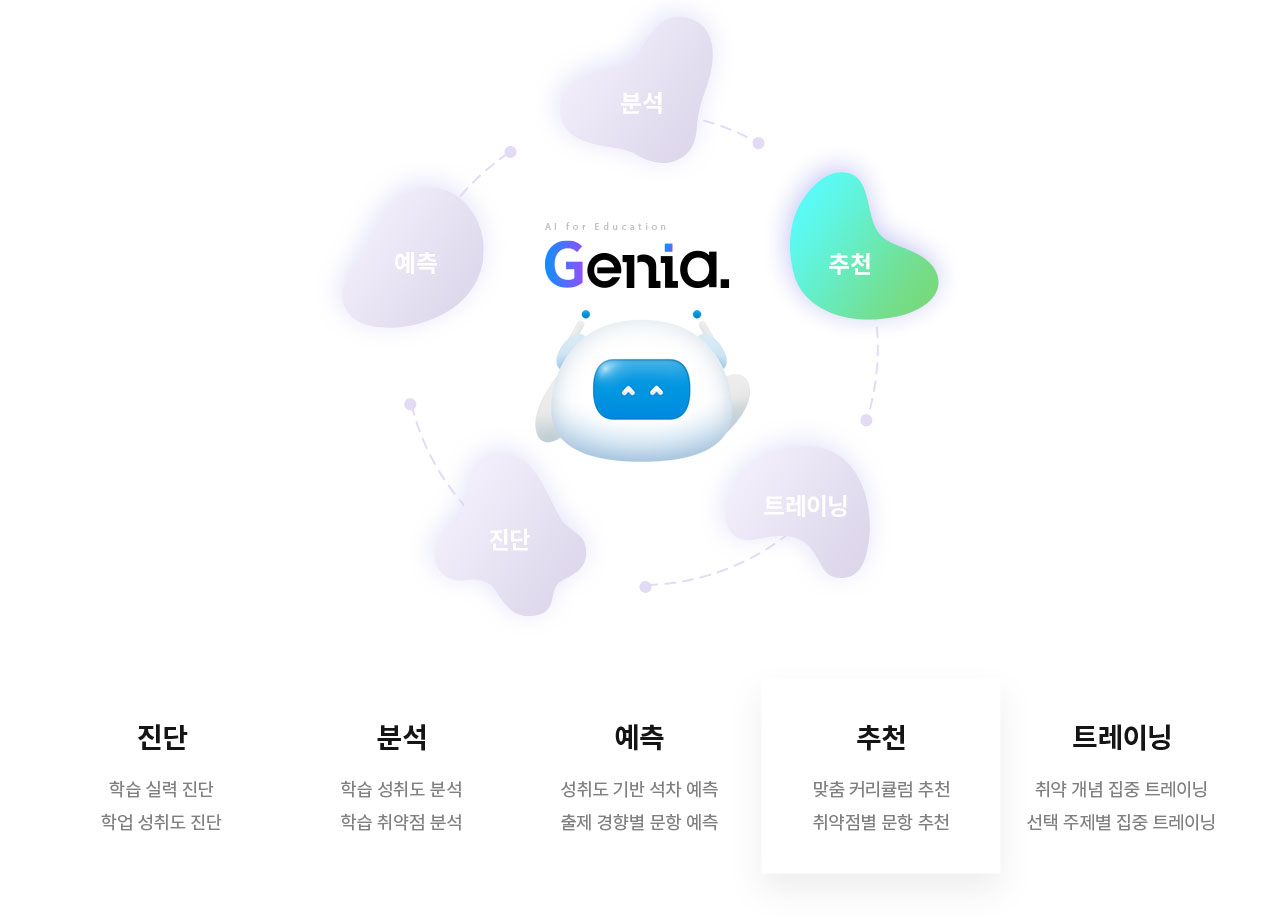 분석
추천
예측
AI for Education
Genia.
트레이닝
진단
진단
학습 실력 진단
학업 성취도 진단
분석
학습 성취도 분석
학습 취약점 분석
예측
성취도 기반 석차 예측
출제 경향별 문항 예측
추천
맞춤 커리큘럼 추천
취약점별 문항 추천
트레이닝
취약 개념 집중 트레이닝
선택 주제별 집중 트레이닝